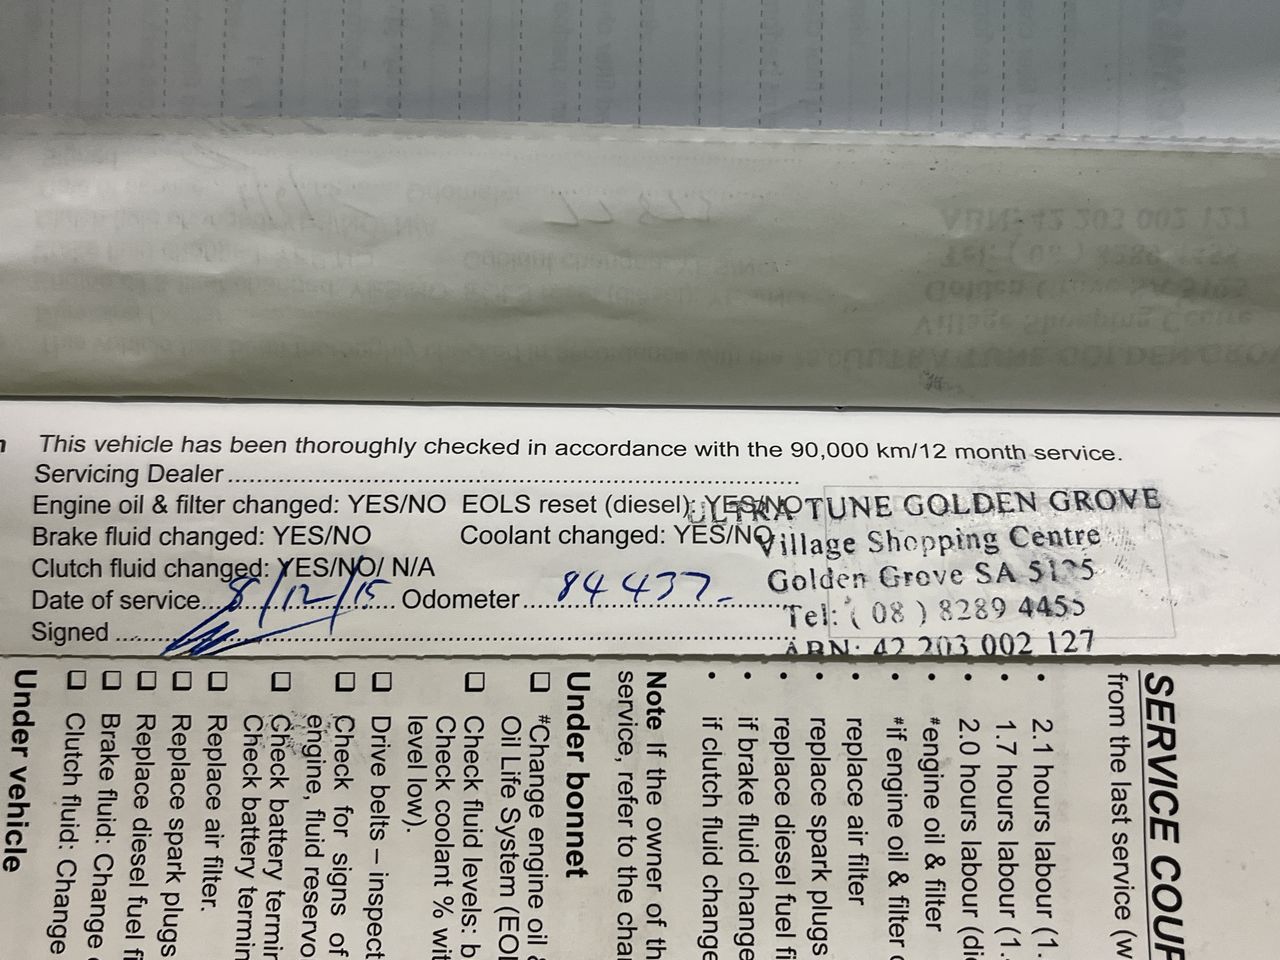 This vehicle has been thoroughly checked in accordance with the 90,000 km/12 month service.
Servicing Dealer
Engine oil & filter changed: YES/NO EOLS reset (diesel): YES/NO
Brake fluid changed: YES/NO Coolant changed: YES/NO
Clutch fluid changed: YES/NO/ N/A
Date of service... 8/12/15 ... Odometer ... 84437
Signed
ULTRA TUNE GOLDEN GROVE
Village Shopping Centre
Golden Grove SA
Tel: ( 08 ) 8289 4455
ABN: 42 203 002 127
SERVICE COUP
from the last service (w
• 2.1 hours labour (1.
• 1.7 hours labour (1.
• 2.0 hours labour (die
• #engine oil & filter
• #if engine oil & filter c
• replace air filter
• replace spark plugs
• replace diesel fuel fi
• if brake fluid change
• if clutch fluid change
Note If the owner of th
service, refer to the cha
Under bonnet
☐ #Change engine oil &
Oil Life System (EOL
☐ Check fluid levels: b
Check coolant % wit
level low).
☐ Drive belts – inspect
☐ Check for signs of
engine, fluid reservo
☐ Check battery termin
Check battery termin
☐ Replace air filter.
☐ Replace spark plugs
☐ Replace diesel fuel fi
☐ Brake fluid: Change
☐ Clutch fluid: Change
Under vehicle